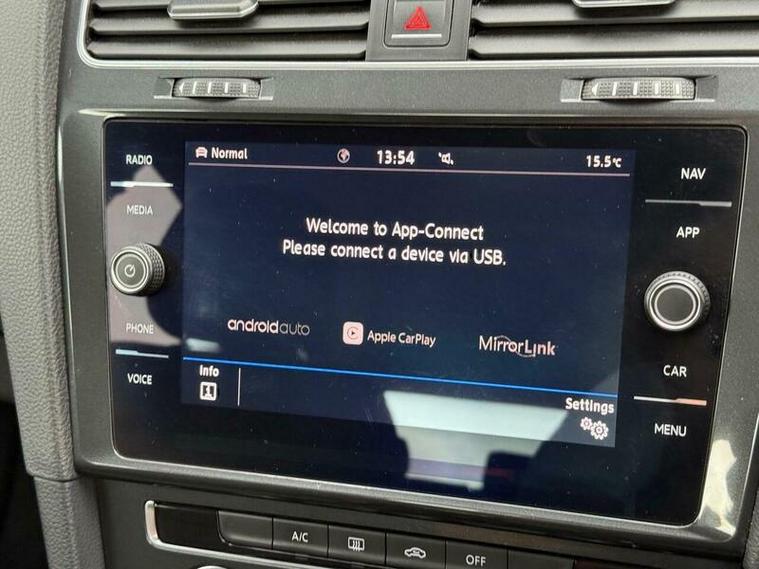 RADIO
MEDIA
PHONE
VOICE
Normal
13:54
15.5°C
Welcome to App-Connect
Please connect a device via USB.
androidauto
Apple CarPlay
MirrorLink
Info
Settings
NAV
APP
CAR
MENU
A/C
OFF